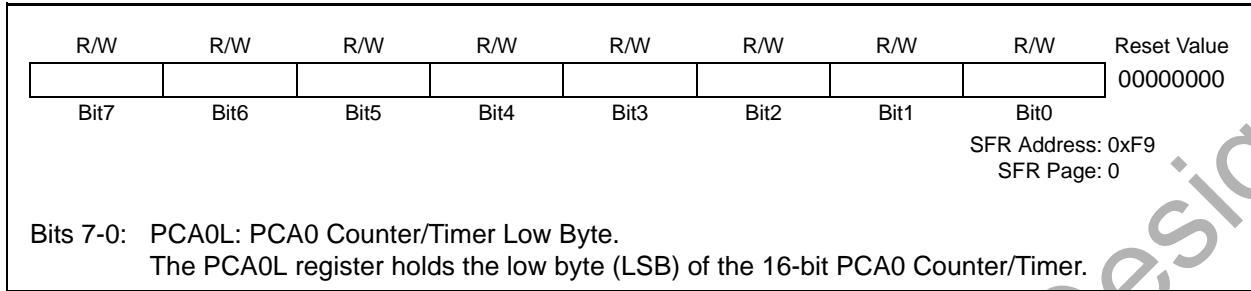 R/W R/W R/W R/W R/W R/W R/W R/W Reset Value
00000000
Bit7 Bit6 Bit5 Bit4 Bit3 Bit2 Bit1 Bit0
SFR Address: 0xF9
SFR Page: 0
Bits 7-0: PCA0L: PCA0 Counter/Timer Low Byte.
The PCA0L register holds the low byte (LSB) of the 16-bit PCA0 Counter/Timer.